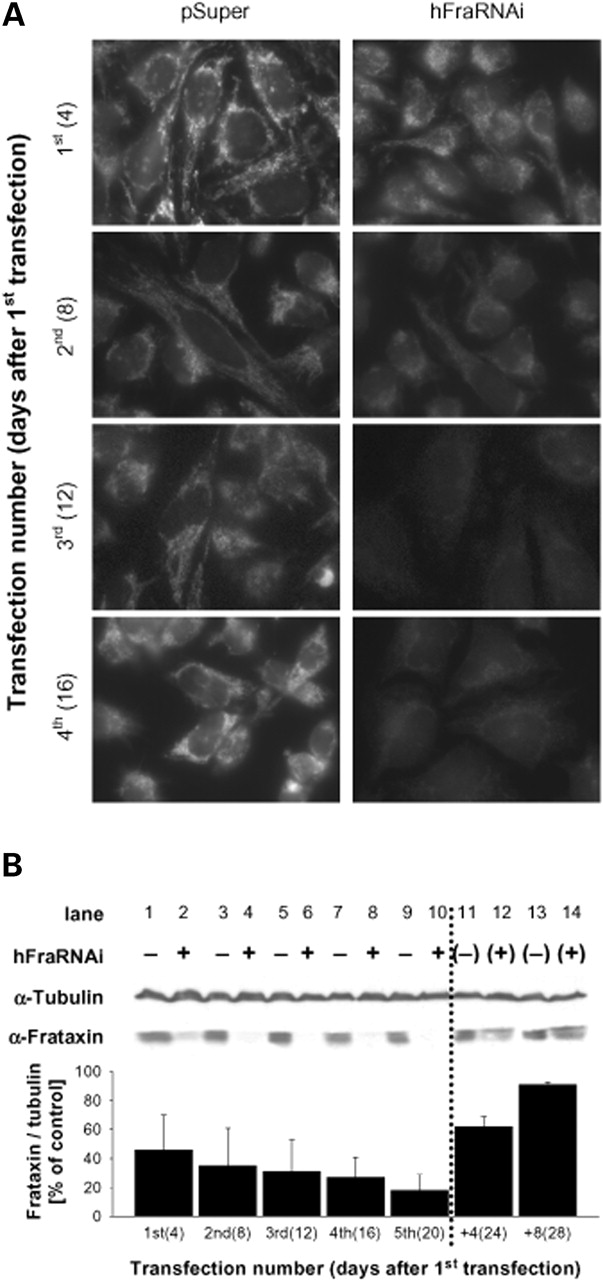 A
pSuper hFraRNAi
Transfection number (days after 1st transfection)
1st (4)
2nd (8)
3rd (12)
4th (16)
B
lane 1 2 3 4 5 6 7 8 9 10 11 12 13 14
hFraRNAi – + – + – + – + – + (–) (+) (–) (+)
α-Tubulin
α-Frataxin
Frataxin / tubulin
[% of control]
100
80
60
40
20
0
1st(4) 2nd(8) 3rd(12) 4th(16) 5th(20) +4(24) +8(28)
Transfection number (days after 1st transfection)